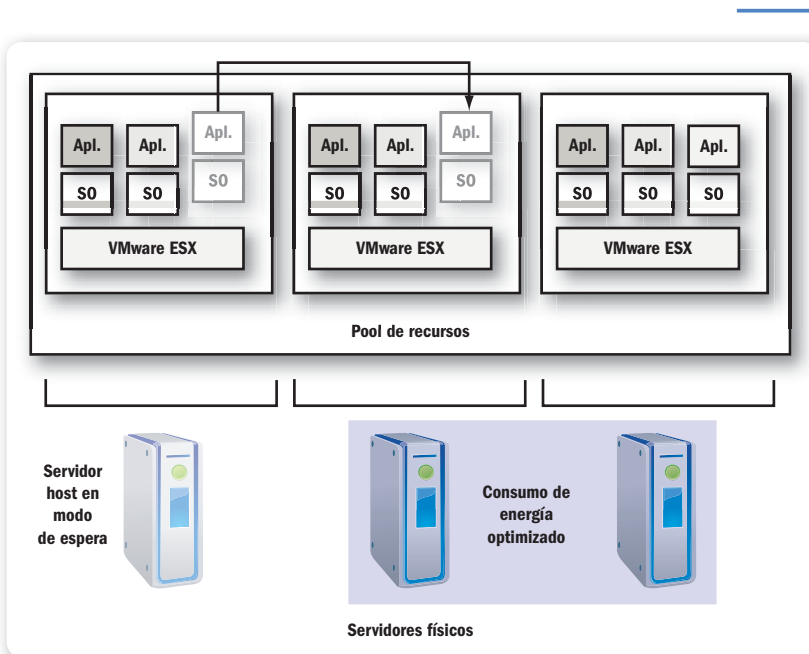 Apl.
Apl.
Apl.
SO
SO
SO
VMware ESX
Apl.
Apl.
Apl.
SO
SO
SO
VMware ESX
Apl.
Apl.
Apl.
SO
SO
SO
VMware ESX
Pool de recursos
Servidor
host en
modo
de espera
Consumo de
energía
optimizado
Servidores físicos